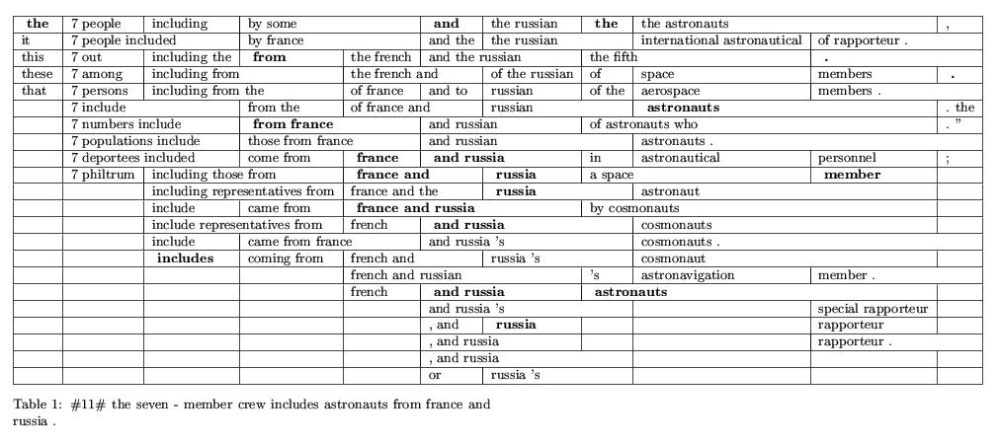 the 7 people including by some and the russian the the astronauts ,
it 7 people included by france and the the russian international astronautical of rapporteur .
this 7 out including the from the french and the russian the fifth .
these 7 among including from the french and of the russian of space members .
that 7 persons including from the of france and to russian of the aerospace members .
7 include from the of france and russian astronauts . the
7 numbers include from france and russian of astronauts who . ”
7 populations include those from france and russian astronauts .
7 deportees included come from france and russia in astronautical personnel ;
7 philtrum including those from france and russia a space member
including representatives from france and the russia astronaut
include came from france and russia by cosmonauts
include representatives from french and russia cosmonauts
include came from france and russia ’s cosmonauts .
includes coming from french and russia ’s cosmonaut
french and russian ’s astronavigation member .
french and russia astronauts
and russia ’s special rapporteur
, and russia rapporteur
, and russia rapporteur .
, and russia
or russia ’s
Table 1: #11# the seven - member crew includes astronauts from france and
russia .